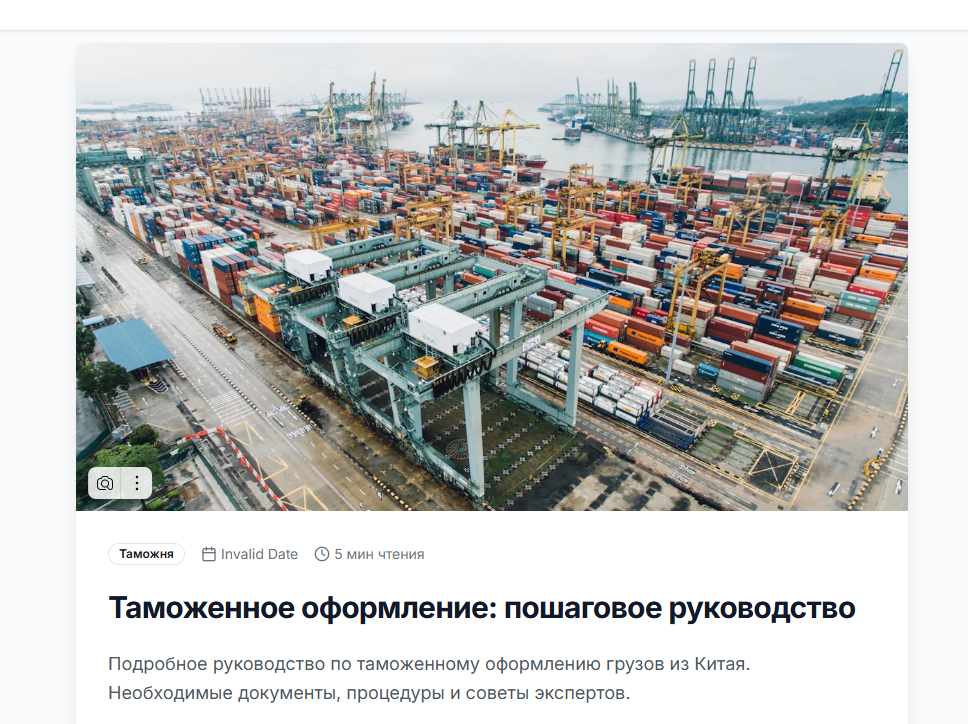 Таможня
Invalid Date
5 мин чтения
Таможенное оформление: пошаговое руководство
Подробное руководство по таможенному оформлению грузов из Китая.
Необходимые документы, процедуры и советы экспертов.